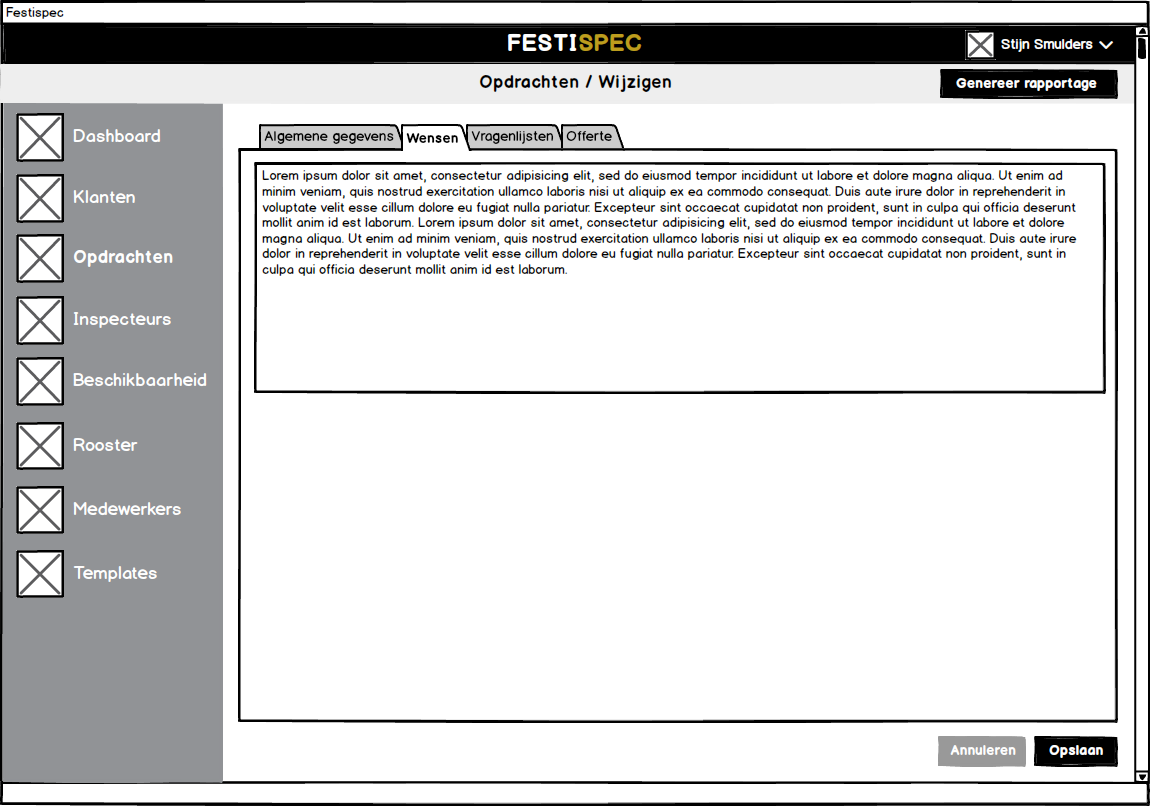 Festispec
FESTISPEC
Stijn Smulders
Opdrachten / Wijzigen
Genereer rapportage
Dashboard
Klanten
Opdrachten
Inspecteurs
Beschikbaarheid
Rooster
Medewerkers
Templates
Algemene gegevens
Wensen
Vragenlijsten
Offerte
Lorem ipsum dolor sit amet, consectetur adipisicing elit, sed do eiusmod tempor incididunt ut labore et dolore magna aliqua. Ut enim ad
minim veniam, quis nostrud exercitation ullamco laboris nisi ut aliquip ex ea commodo consequat. Duis aute irure dolor in reprehenderit in
voluptate velit esse cillum dolore eu fugiat nulla pariatur. Excepteur sint occaecat cupidatat non proident, sunt in culpa qui officia deserunt
mollit anim id est laborum. Lorem ipsum dolor sit amet, consectetur adipisicing elit, sed do eiusmod tempor incididunt ut labore et dolore
magna aliqua. Ut enim ad minim veniam, quis nostrud exercitation ullamco laboris nisi ut aliquip ex ea commodo consequat. Duis aute irure
dolor in reprehenderit in voluptate velit esse cillum dolore eu fugiat nulla pariatur. Excepteur sint occaecat cupidatat non proident, sunt in
culpa qui officia deserunt mollit anim id est laborum.
Annuleren
Opslaan